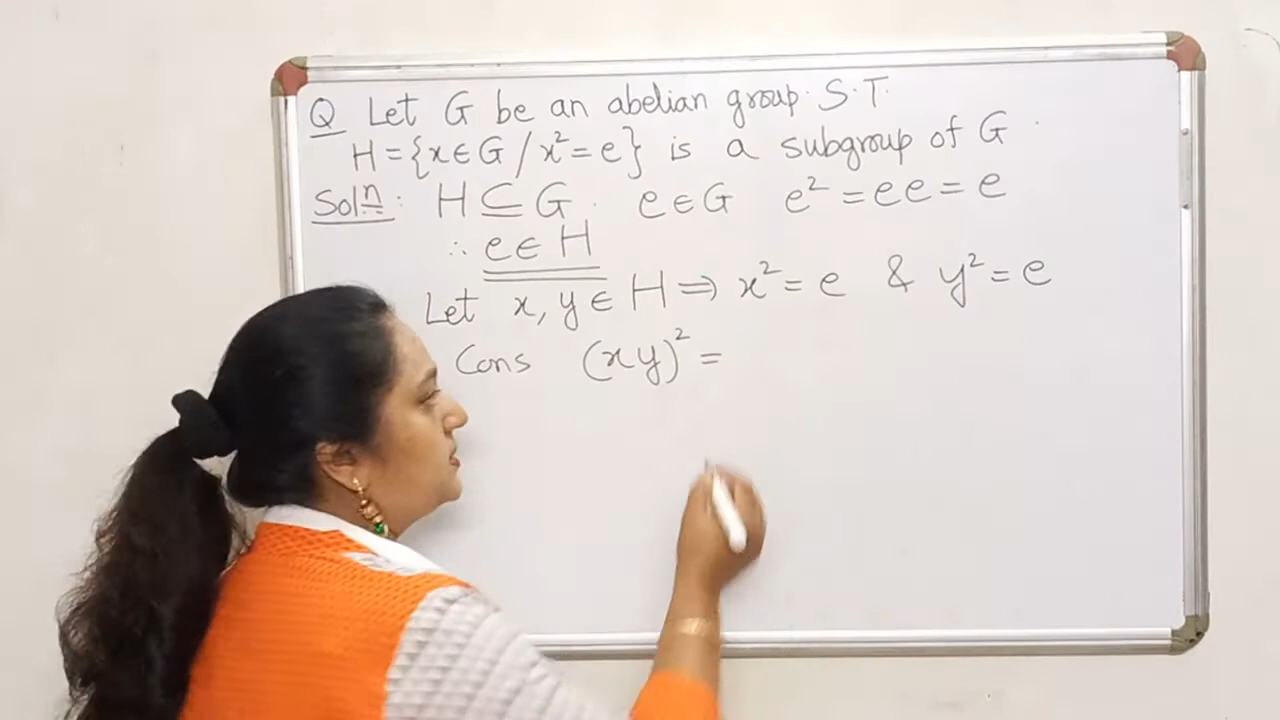 Q Let G be an abelian group. S.T.
H = {x ∈ G / x² = e} is a subgroup of G.
Soln: H ⊆ G. e ∈ G e² = ee = e
∴ e ∈ H
Let x, y ∈ H ⇒ x² = e & y² = e
Cons (xy)² =